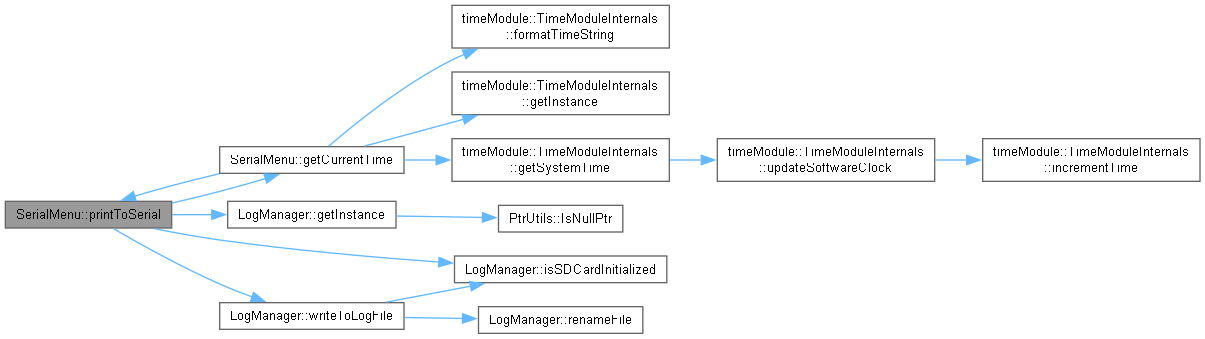 timeModule::TimeModuleInternals
::formatTimeString
timeModule::TimeModuleInternals
::getInstance
SerialMenu::getCurrentTime
timeModule::TimeModuleInternals
::getSystemTime
timeModule::TimeModuleInternals
::updateSoftwareClock
timeModule::TimeModuleInternals
::incrementTime
SerialMenu::printToSerial
LogManager::getInstance
PtrUtils::IsNullPtr
LogManager::isSDCardInitialized
LogManager::writeToLogFile
LogManager::renameFile